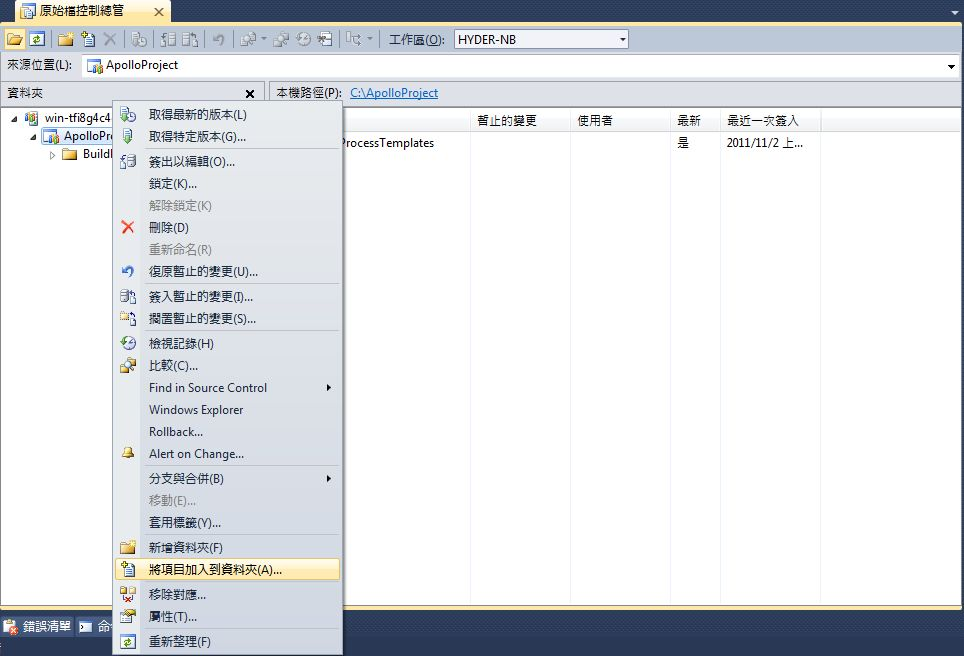 原始檔控制總管
工作區(O): HYDER-NB
來源位置(L): ApolloProject
資料夾 本機路徑(P): C:\ApolloProject
win-tfi8g4c4
暫止的變更 使用者 最新 最近一次簽入
ApolloPr
ProcessTemplates 是 2011/11/2 上...
Build
取得最新的版本(L)
取得特定版本(G)...
簽出以編輯(O)...
鎖定(K)...
解除鎖定(K)
刪除(D)
重新命名(R)
復原暫止的變更(U)...
簽入暫止的變更(I)...
擱置暫止的變更(S)...
檢視記錄(H)
比較(C)...
Find in Source Control
Windows Explorer
Rollback...
Alert on Change...
分支與合併(B)
移動(E)...
套用標籤(Y)...
新增資料夾(F)
將項目加入到資料夾(A)...
移除對應...
屬性(T)...
重新整理(F)
錯誤清單 命